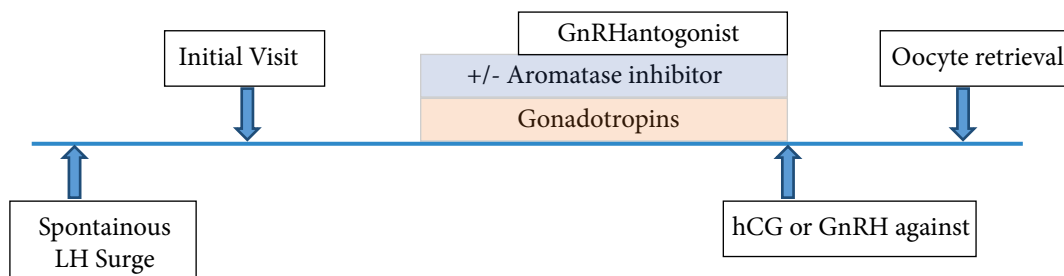 GnRHantogonist
Initial Visit
+/- Aromatase inhibitor
Oocyte retrieval
Gonadotropins
Spontainous
LH Surge
hCG or GnRH against